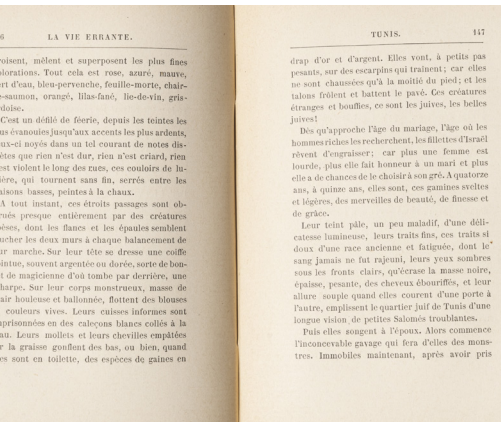 6 LA VIE ERRANTE.
roisent, mêlent et superposent les plus fines
olorations. Tout cela est rose, azuré, mauve,
ert d'eau, bleu-pervenche, feuille-morte, chair-
e-saumon, orangé, lilas-fané, lie-de-vin, gris-
rdoise.
C'est un défilé de féerie, depuis les teintes les
us évanouies jusqu'aux accents les plus ardents,
eux-ci noyés dans un tel courant de notes dis-
ètes que rien n'est dur, rien n'est criard, rien
est violent le long des rues, ces couloirs de lu-
ière, qui tournent sans fin, serrés entre les
aisons basses, peintes à la chaux.
A tout instant, ces étroits passages sont ob-
rués presque entièrement par des créatures
bèses, dont les flancs et les épaules semblent
ucher les deux murs à chaque balancement de
ur marche. Sur leur tête se dresse une coiffe
ointue, souvent argentée ou dorée, sorte de bon-
et de magicienne d'où tombe par derrière, une
harpe. Sur leur corps monstrueux, masse de
air houleuse et ballonnée, flottent des blouses
couleurs vives. Leurs cuisses informes sont
mprisonnées en des caleçons blancs collés à la
au. Leurs mollets et leurs chevilles empâtées
r la graisse gonflent des bas, ou bien, quand
es sont en toilette, des espèces de gaines en
TUNIS. 147
drap d'or et d'argent. Elles vont, à petits pas
pesants, sur des escarpins qui traînent; car elles
ne sont chaussées qu'à la moitié du pied; et les
talons frôlent et battent le pavé. Ces créatures
étranges et bouffies, ce sont les juives, les belles
juives!
Dès qu'approche l'âge du mariage, l'âge où les
hommes riches les recherchent, les fillettes d'Israël
rêvent d'engraisser; car plus une femme est
lourde, plus elle fait honneur à un mari et plus
elle a de chances de le choisir à son gré. A quatorze
ans, à quinze ans, elles sont, ces gamines sveltes
et légères, des merveilles de beauté, de finesse et
de grâce.
Leur teint pâle, un peu maladif, d'une déli-
catesse lumineuse, leurs traits fins, ces traits si
doux d'une race ancienne et fatiguée, dont le
sang jamais ne fut rajeuni, leurs yeux sombres
sous les fronts clairs, qu'écrase la masse noire,
épaisse, pesante, des cheveux ébouriffés, et leur
allure souple quand elles courent d'une porte à
l'autre, emplissent le quartier juif de Tunis d'une
longue vision de petites Salomés troublantes.
Puis elles songent à l'époux. Alors commence
l'inconcevable gavage qui fera d'elles des mons-
tres. Immobiles maintenant, après avoir pris